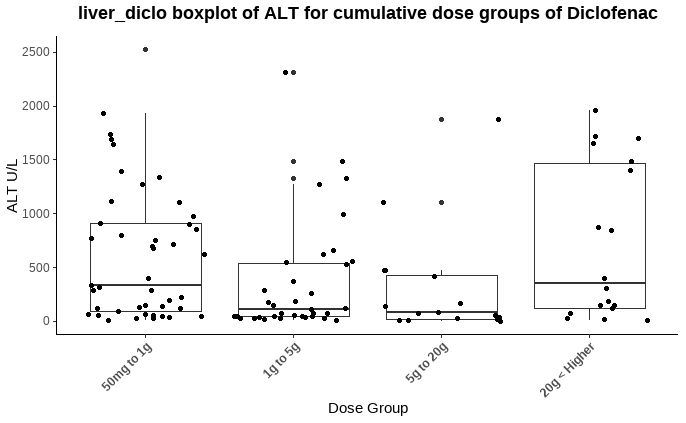 liver_diclo boxplot of ALT for cumulative dose groups of Diclofenac
2500
2000
1500
1000
500
0
ALT U/L
50mg to 1g
1g to 5g
5g to 20g
20g < Higher
Dose Group